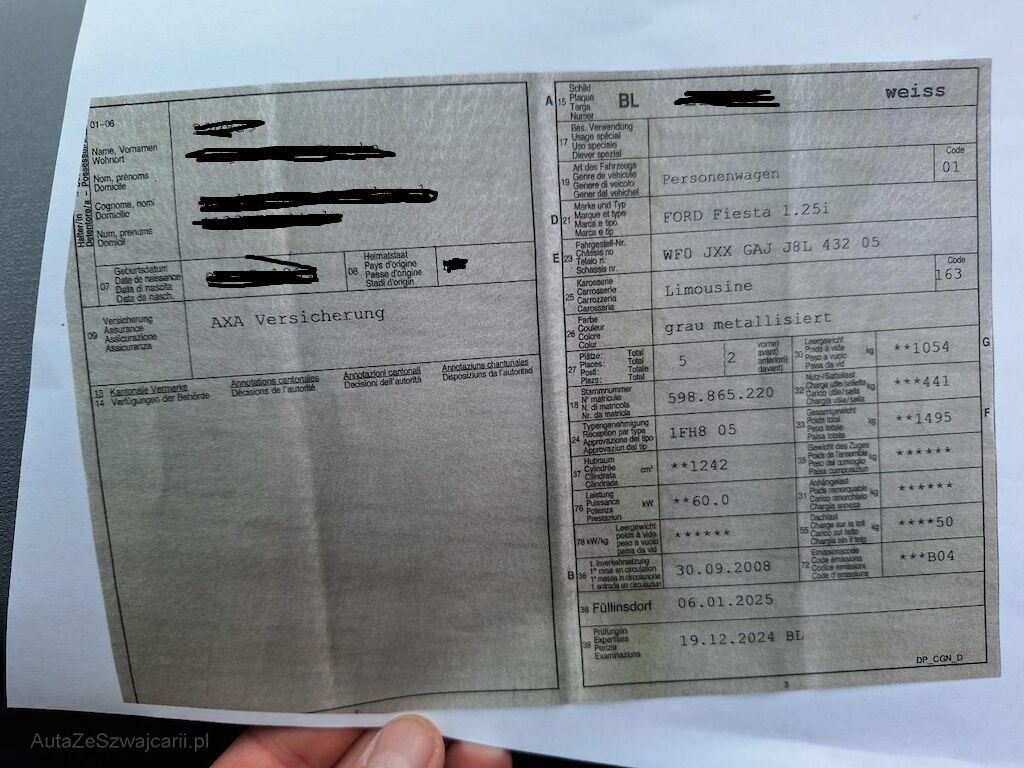 01-06
Name, Vornamen
Wohnort
Nom, prénoms
Domicile
Cognome, nomi
Domicilio
Num, prenums
Domicil
Halter/in
Detentore/a - Possessur
07
Geburtsdatum
Date de naissance
Data di nascita
Data da nasch.
08
Heimatstaat
Pays d'origine
Paese d'origine
Stadi d'origin
09
Versicherung
Assurance
Assicurazione
Assicuranza
AXA Versicherung
13 Kantonale Vermerke Annotations cantonales Annotazioni cantonali Annotaziuns chantunalas
14 Verfügungen der Behörde Décisions de l'autorité Decisioni dell'autorità Disposiziuns da l'autoritad
A 15
Schild
Plaque
Targa
Numer
BL weiss
17
Bes. Verwendung
Usage spécial
Uso speciale
Diever spezial
19
Art des Fahrzeugs
Genre de véhicule
Genere di veicolo
Gener dal vehichel
Personenwagen
Code
01
D 21
Marke und Typ
Marque et type
Marca e tipo
Marca e tip
FORD Fiesta 1.25i
E 23
Fahrgestell-Nr.
Châssis no
Telaio n.
Schassis nr.
WF0 JXX GAJ J8L 432 05
25
Karosserie
Carrosserie
Carrozzeria
Carossaria
Limousine
Code
163
26
Farbe
Couleur
Colore
Colur
grau metallisiert
27
Plätze: Total
Places: Total
Posti: Totale
Plazs: Total
5 (2
vorne)
avant)
anteriori)
davant)
30
Leergewicht
Poids à vide
Peso a vuoto
Paisa da vid
kg
**1054
G
18
Stammnummer
N° matricule
N. di matricola
Nr. da matricla
598.865.220
32
Nutz-/Sattellast
Charge utile/sellette
Carico utile/sella
Chargia utila/sella
kg
***441
24
Typengenehmigung
Réception par type
Approvazione del tipo
Approvaziun dal tip
1FH8 05
33
Gesamtgewicht
Poids total
Peso totale
Paisa totala
kg
**1495
F
37
Hubraum
Cylindrée
Cilindrata
Cilindrada
cm³
**1242
35
Gewicht des Zuges
Poids de l'ensemble
Peso del convoglio
Paisa cumposiziun
kg
******
76
Leistung
Puissance
Potenza
Prestaziun
kW
**60.0
31
Anhängelast
Poids remorquable
Carico rimorchiato
Chargia annexa
kg
******
78 kW/kg
Leergewicht
poids à vide
peso a vuoto
paisa da vid
******
55
Dachlast
Charge sur le toit
Carico sul tetto
Chargia sin il tetg
kg
****50
B 36
1. Inverkehrsetzung
1re mise en circulation
1a messa in circolazione
1. entrada en circulaziun
30.09.2008
72
Emissionscode
Code émissions
Codice emissioni
Code d'emissiuns
***B04
38 Füllinsdorf 06.01.2025
39
Prüfungen
Expertises
Perizie
Examinaziuns
19.12.2024 BL
DP_CGN_D
3
AutaZeSzwajcarii.pl